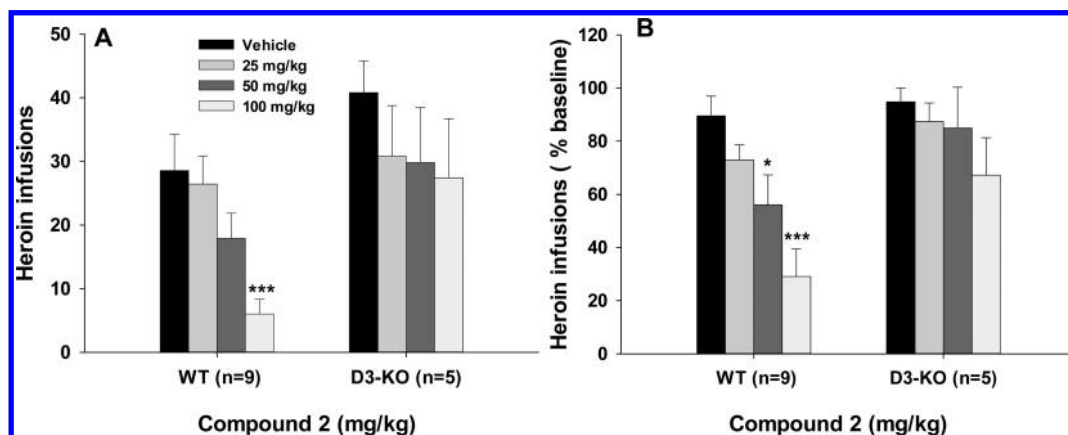 A
Heroin infusions
50
40
30
20
10
0
Vehicle
25 mg/kg
50 mg/kg
100 mg/kg
***
WT (n=9)
D3-KO (n=5)
Compound 2 (mg/kg)
B
Heroin infusions ( % baseline)
120
100
80
60
40
20
0
*
***
WT (n=9)
D3-KO (n=5)
Compound 2 (mg/kg)